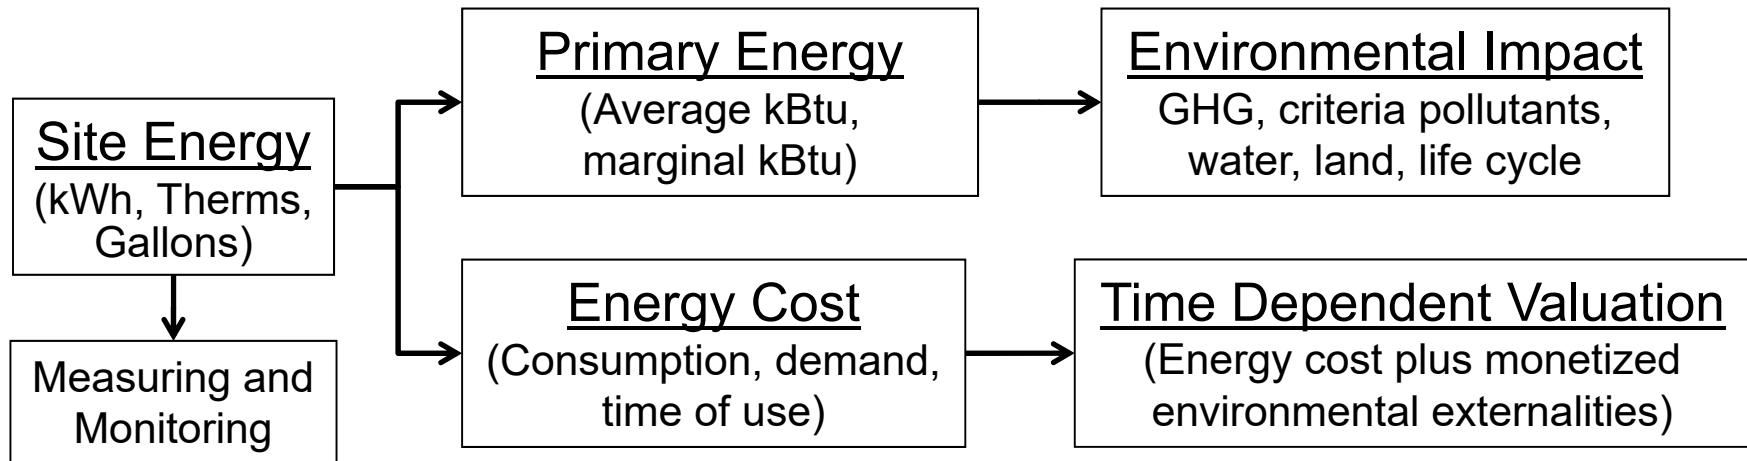 Site Energy
(kWh, Therms,
Gallons)
Measuring and
Monitoring
Primary Energy
(Average kBtu,
marginal kBtu)
Environmental Impact
GHG, criteria pollutants,
water, land, life cycle
Energy Cost
(Consumption, demand,
time of use)
Time Dependent Valuation
(Energy cost plus monetized
environmental externalities)